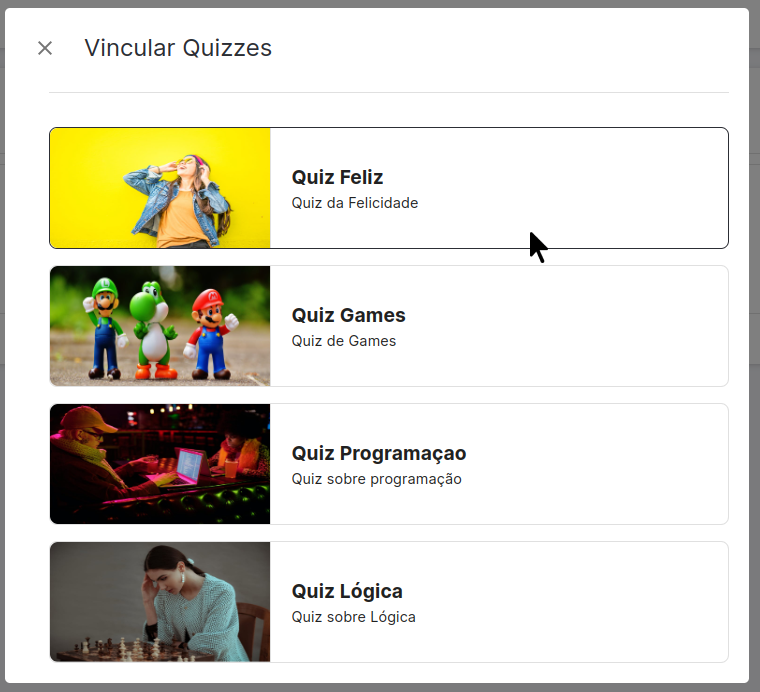 Vincular Quizzes
Quiz Feliz
Quiz da Felicidade
Quiz Games
Quiz de Games
Quiz Programaçao
Quiz sobre programação
Quiz Lógica
Quiz sobre Lógica